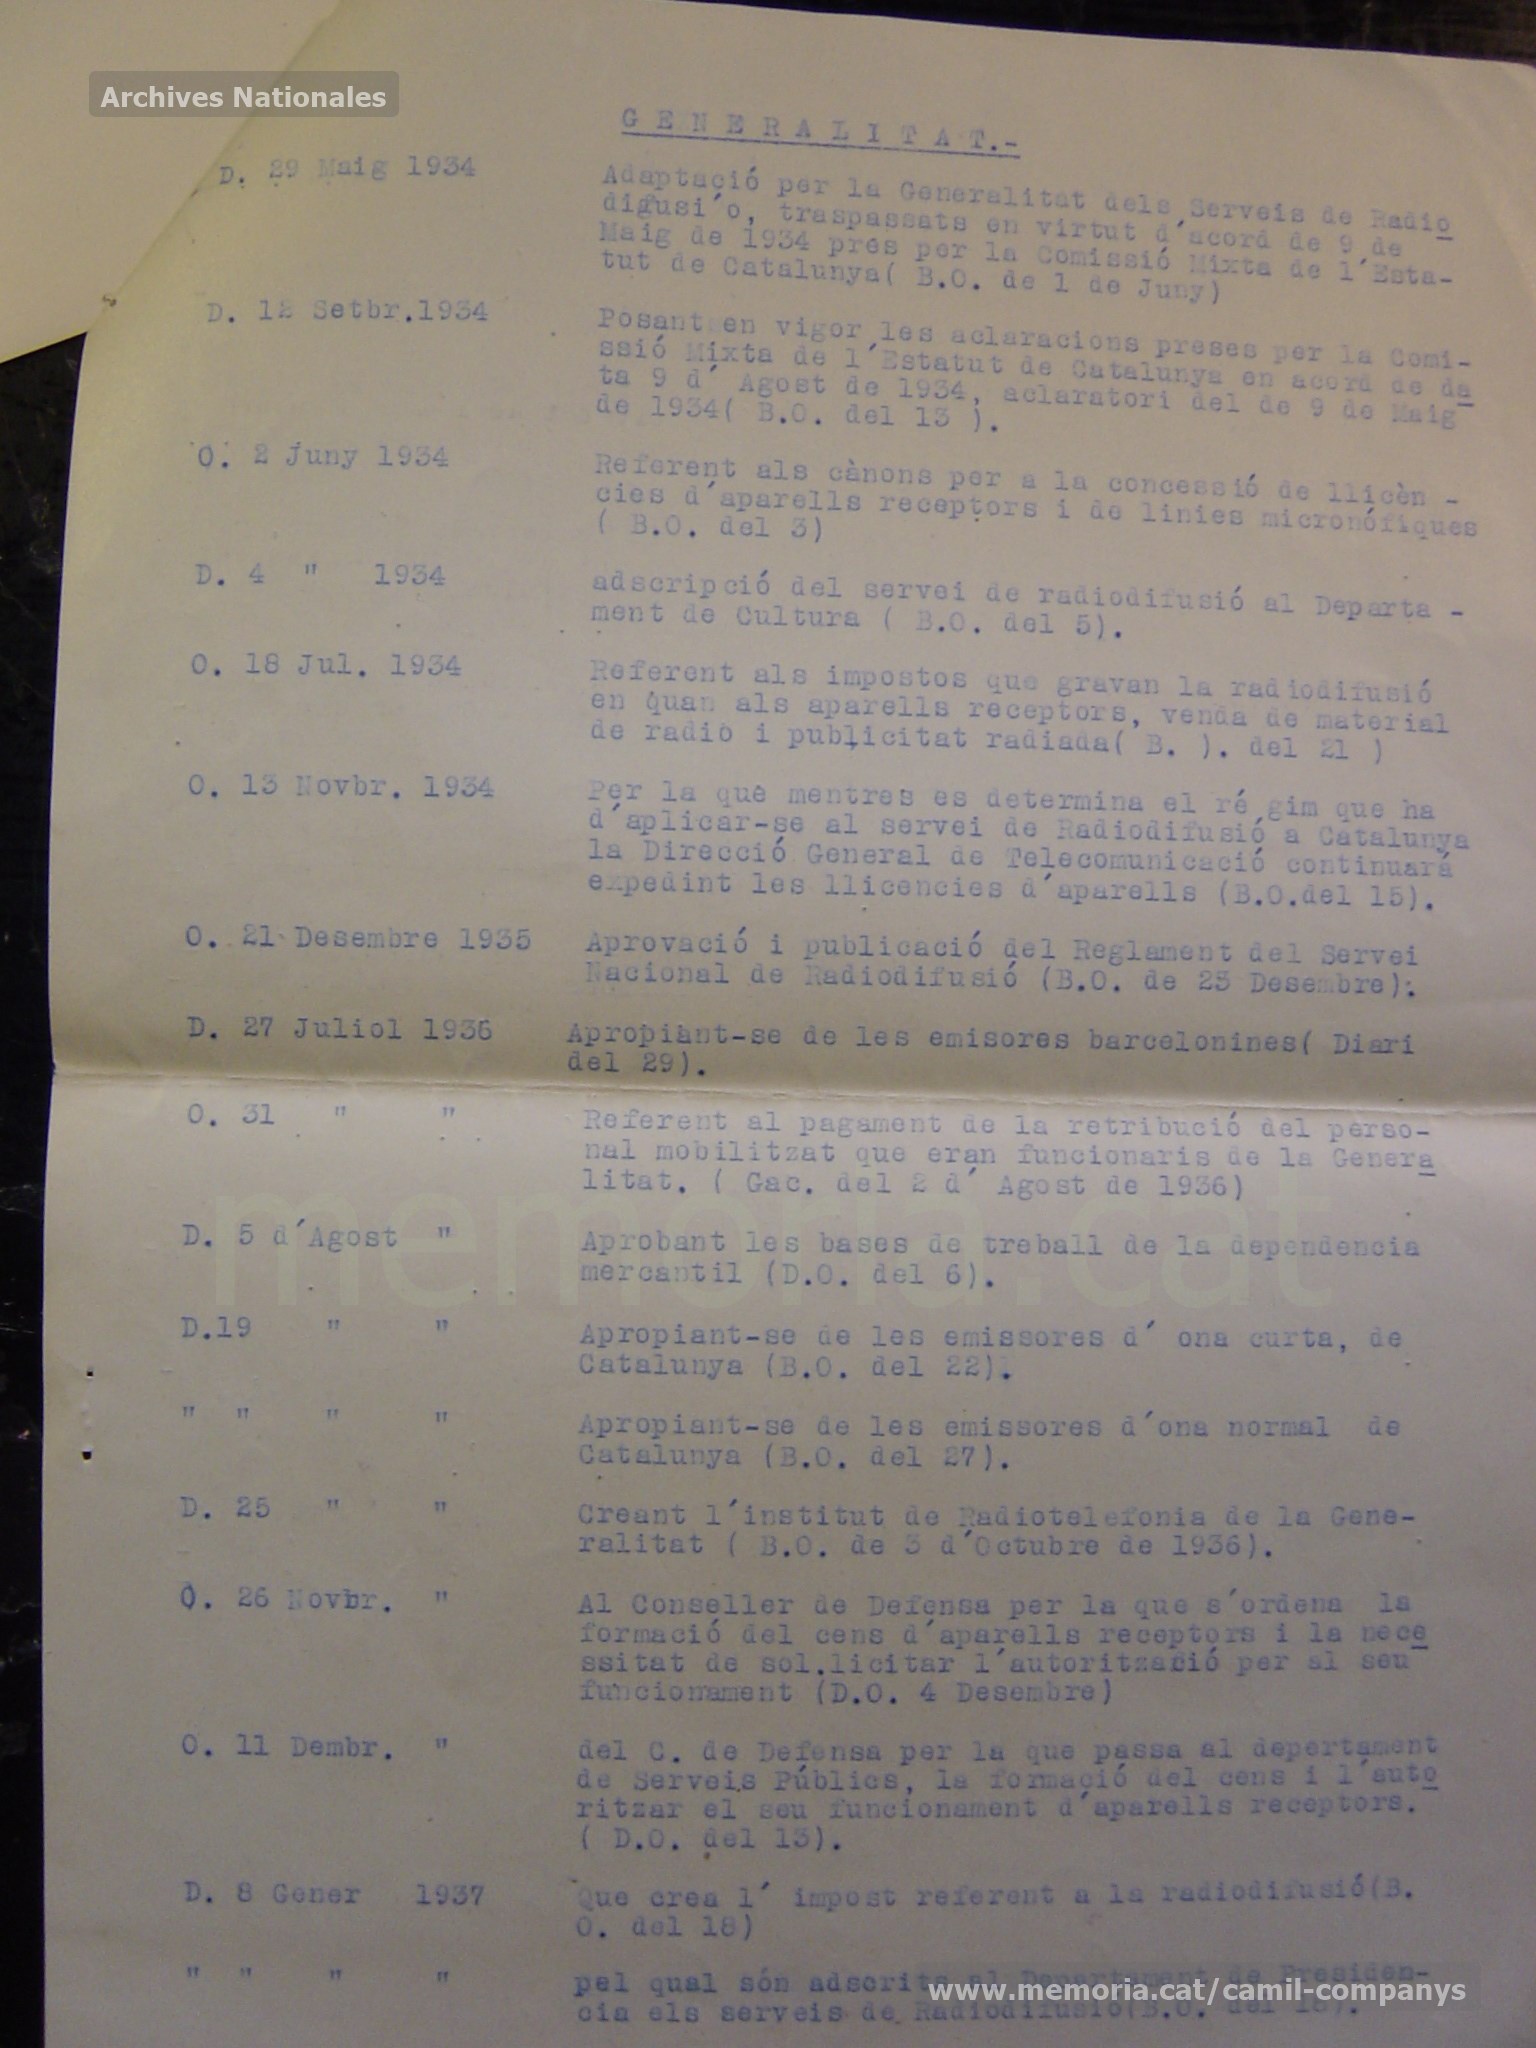 Archives Nationales
GENERALITAT.-
D. 29 Maig 1934
Adaptació per la Generalitat dels Serveis de Radio
difusi´o, traspassats en virtut d´acord de 9 de
Maig de 1934 pres per la Comissió Mixta de l´Esta-
tut de Catalunya( B.O. de 1 de Juny)
D. 12 Setbr.1934
Posant en vigor les aclaracions preses per la Comi-
ssió Mixta de l´Estatut de Catalunya en acord de da
ta 9 d´ Agost de 1934, aclaratori del de 9 de Maig
de 1934( B.O. del 13 ).
O. 2 Juny 1934
Referent als cànons per a la concessió de llicèn -
cies d´aparells receptors i de linies micronófiques
( B.O. del 3)
D. 4 " 1934
adscripció del servei de radiodifusió al Departa -
ment de Cultura ( B.O. del 5).
O. 18 Jul. 1934
Referent als impostos que gravan la radiodifusió
en quan als aparells receptors, venda de material
de radio i publicitat radiada( B. ). del 21 )
O. 13 Novbr. 1934
Per la que mentres es determina el ré gim que ha
d´aplicar-se al servei de Radiodifusió a Catalunya
la Direcció General de Telecomunicació continuará
expedint les llicencies d´aparells (B.O.del 15).
O. 21 Desembre 1935
Aprovació i publicació del Reglament del Servei
Nacional de Radiodifusió (B.O. de 25 Desembre).
D. 27 Juliol 1936
Apropiant-se de les emisores barcelonines( Diari
del 29).
O. 31 " "
Referent al pagament de la retribució del perso-
nal mobilitzat que eran funcionaris de la Genera
litat. ( Gac. del 2 d´ Agost de 1936)
D. 5 d´Agost "
Aprobant les bases de treball de la dependencia
mercantil (D.O. del 6).
D.19 " "
Apropiant-se de les emissores d´ ona curta, de
Catalunya (B.O. del 22).
" " " "
Apropiant-se de les emissores d´ona normal de
Catalunya (B.O. del 27).
D. 25 " "
Creant l´institut de Radiotelefonia de la Gene-
ralitat ( B.O. de 3 d´Octubre de 1936).
O. 26 Novbr. "
Al Conseller de Defensa per la que s´ordena la
formació del cens d´aparells receptors i la nece
ssitat de sol.licitar l´autorització per al seu
funcionament (D.O. 4 Desembre)
O. 11 Dembr. "
del C. de Defensa per la que passa al depertament
de Serveis Públics, la formació del cens i l´auto
ritzar el seu funcionament d´aparells receptors.
( D.O. del 13).
D. 8 Gener 1937
Que crea l´ impost referent a la radiodifusió(B.
O. del 18)
" " " "
pel qual són adscrits al Departament de Presiden-
cia els serveis de Radiodifusió(B.O. del 18).
memoria.cat
www.memoria.cat/camil-companys